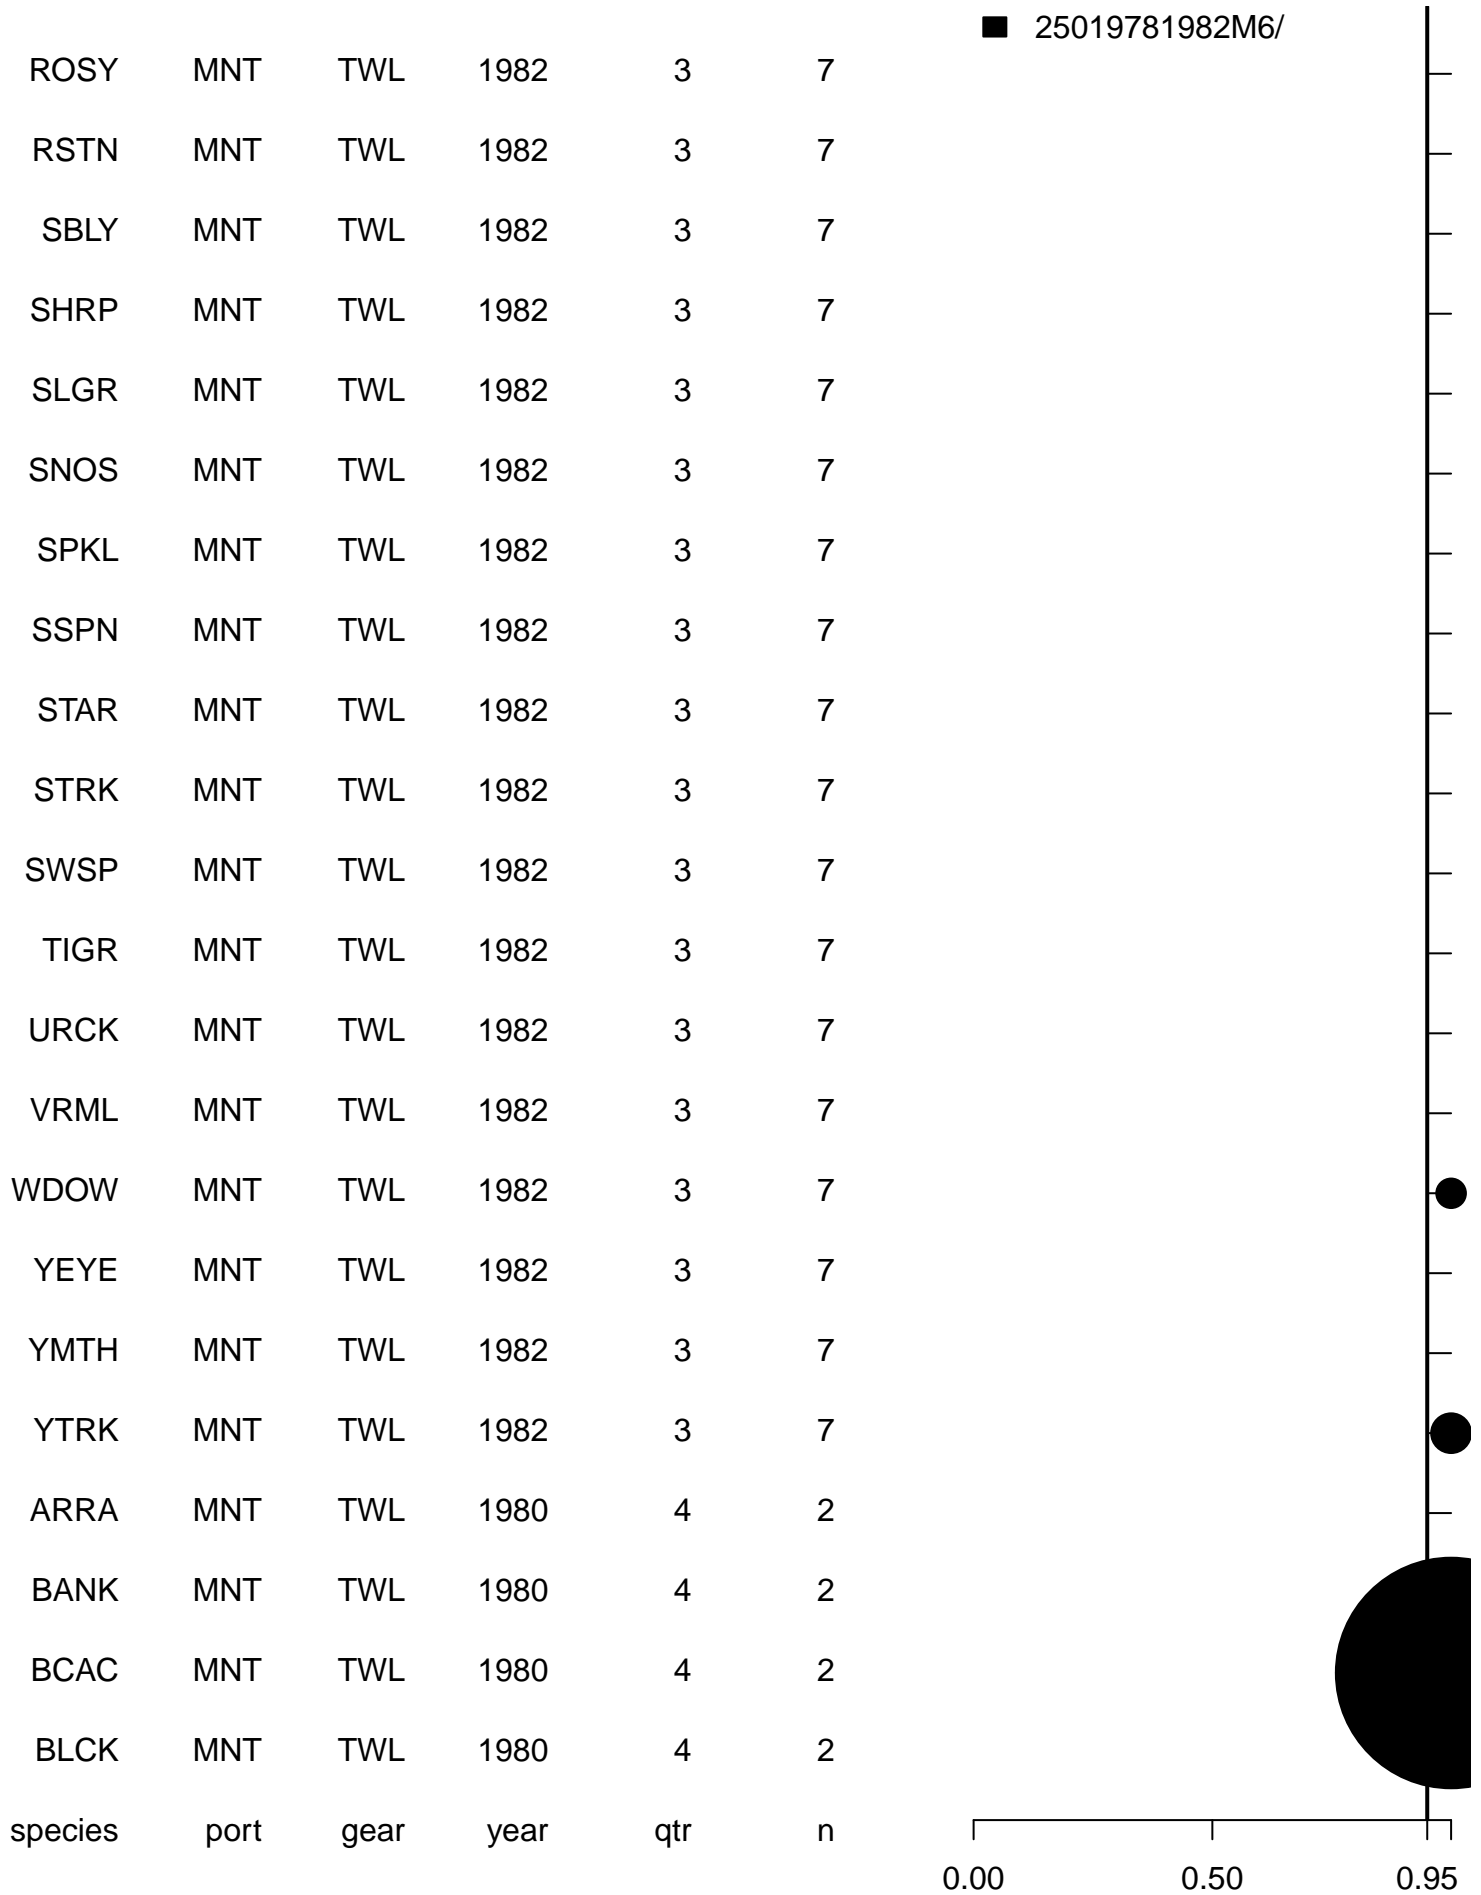 25019781982M6/
ROSY MNT TWL 1982 3 7
RSTN MNT TWL 1982 3 7
SBLY MNT TWL 1982 3 7
SHRP MNT TWL 1982 3 7
SLGR MNT TWL 1982 3 7
SNOS MNT TWL 1982 3 7
SPKL MNT TWL 1982 3 7
SSPN MNT TWL 1982 3 7
STAR MNT TWL 1982 3 7
STRK MNT TWL 1982 3 7
SWSP MNT TWL 1982 3 7
TIGR MNT TWL 1982 3 7
URCK MNT TWL 1982 3 7
VRML MNT TWL 1982 3 7
WDOW MNT TWL 1982 3 7
YEYE MNT TWL 1982 3 7
YMTH MNT TWL 1982 3 7
YTRK MNT TWL 1982 3 7
ARRA MNT TWL 1980 4 2
BANK MNT TWL 1980 4 2
BCAC MNT TWL 1980 4 2
BLCK MNT TWL 1980 4 2
species port gear year qtr n
0.00 0.50 0.95